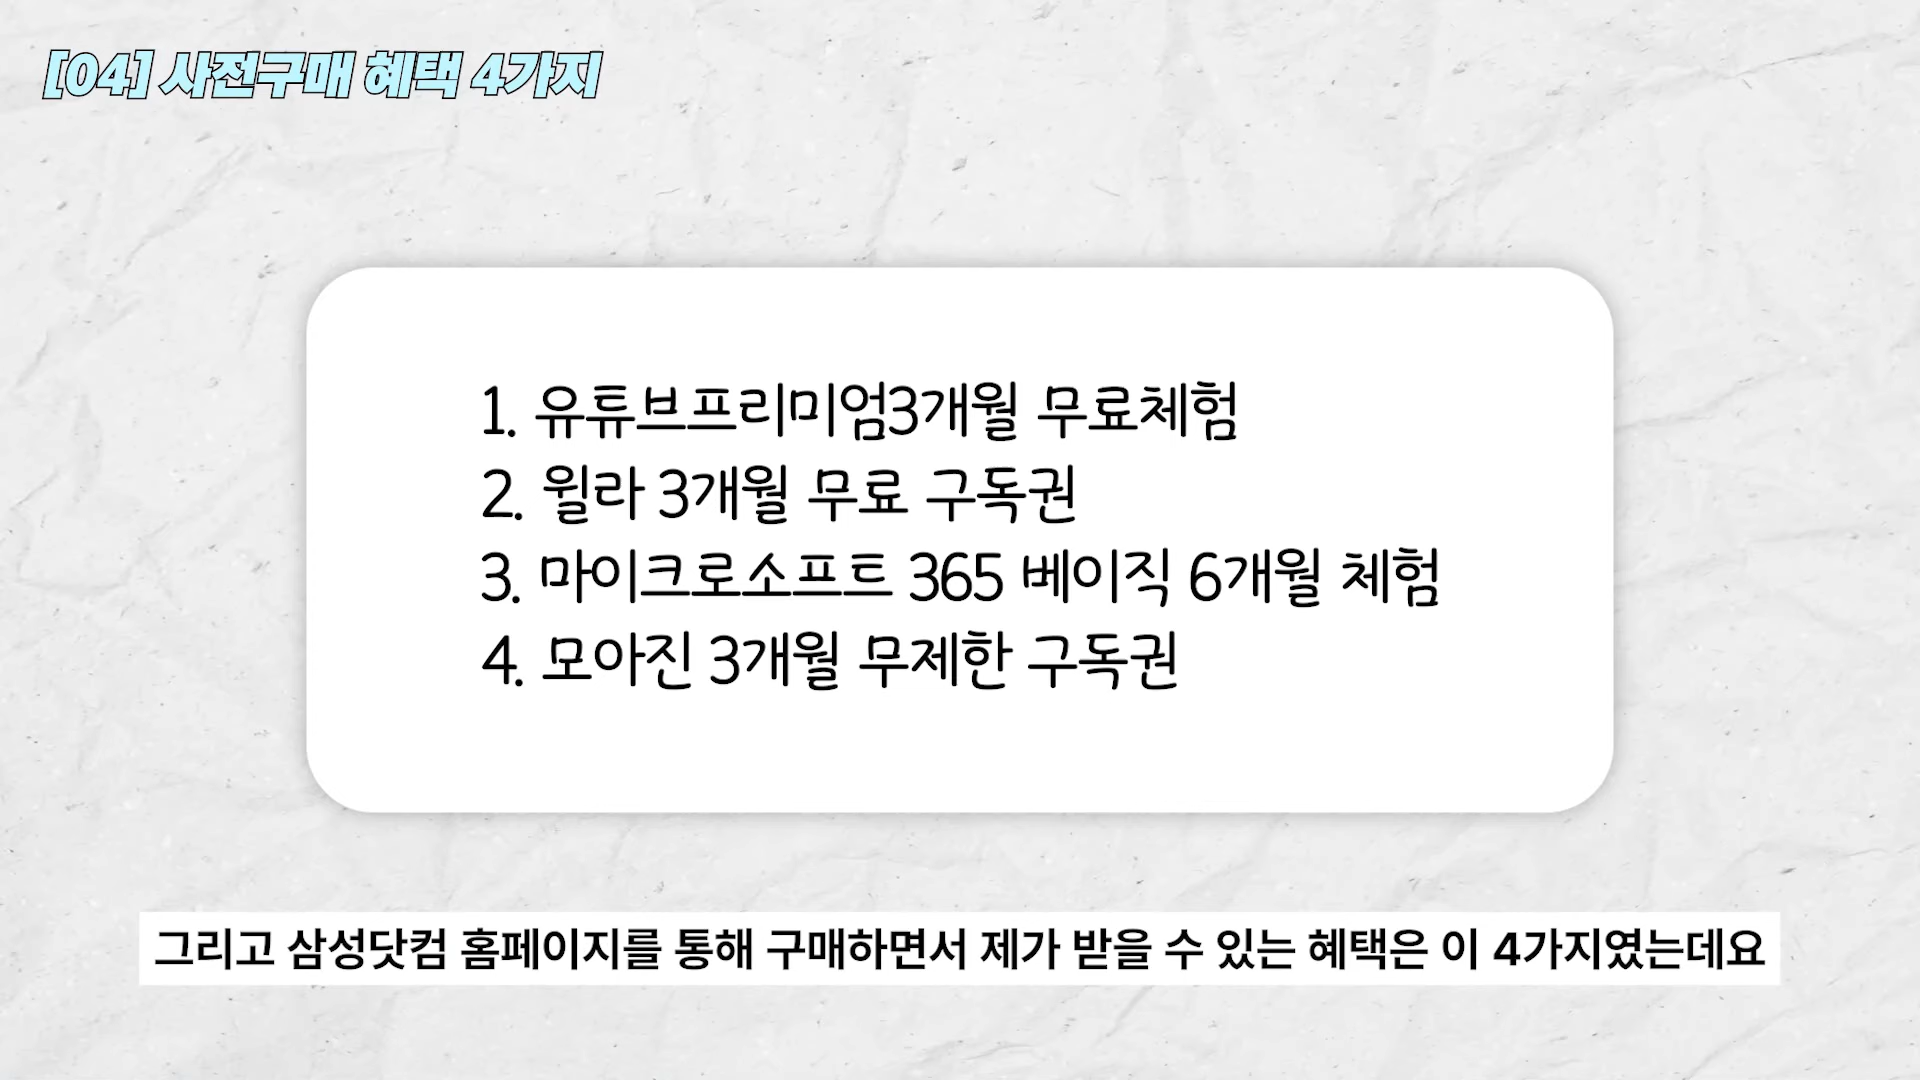 [04] 사전구매 혜택 4가지
1. 유튜브프리미엄3개월 무료체험
2. 윌라 3개월 무료 구독권
3. 마이크로소프트 365 베이직 6개월 체험
4. 모아진 3개월 무제한 구독권
그리고 삼성닷컴 홈페이지를 통해 구매하면서 제가 받을 수 있는 혜택은 이 4가지였는데요